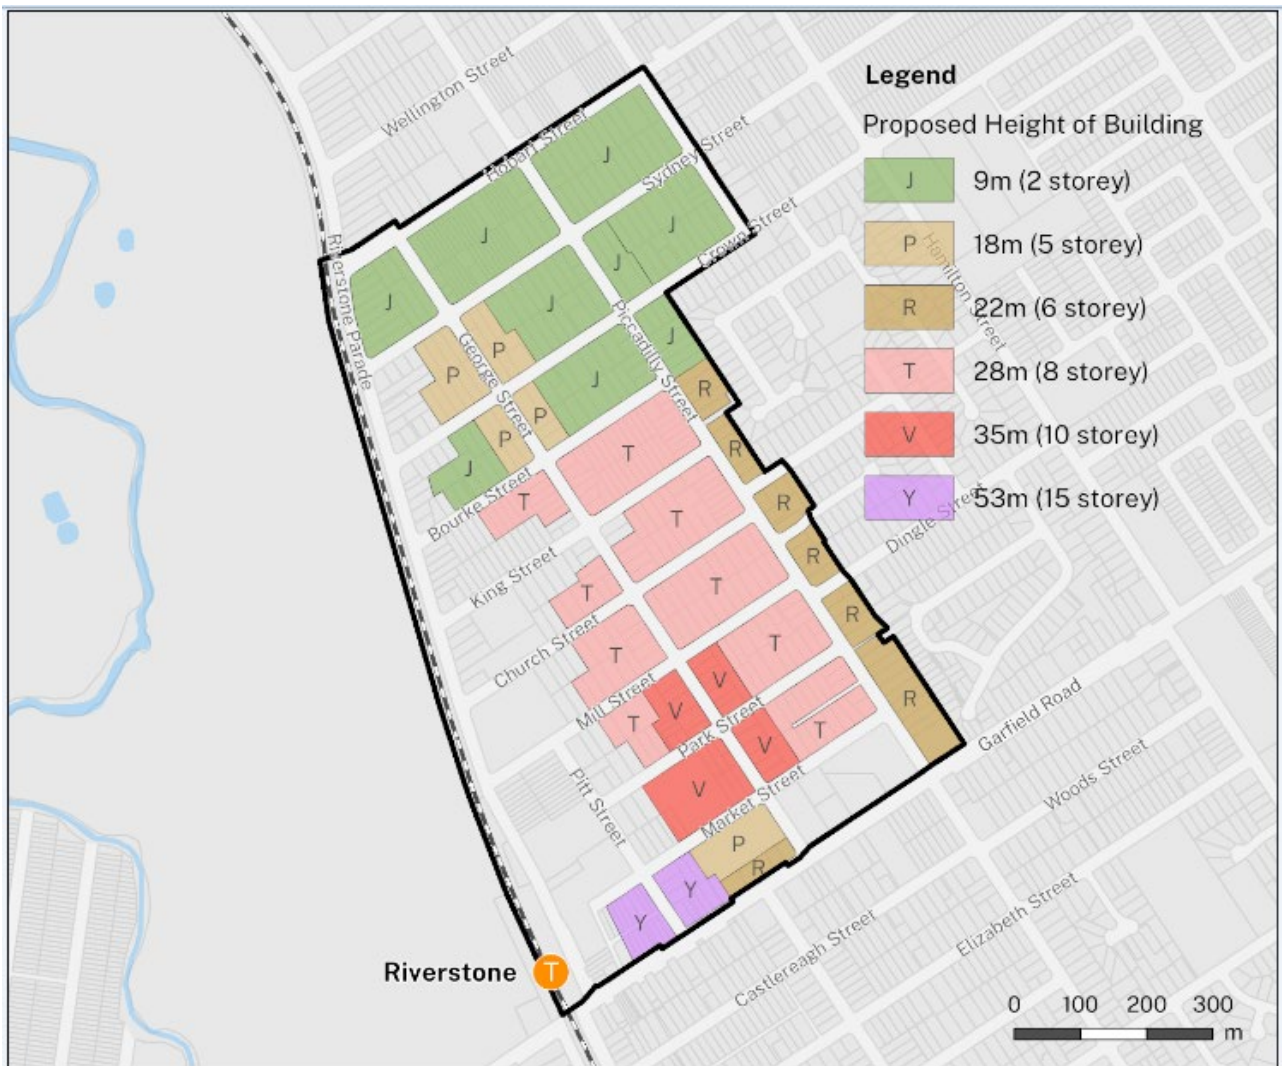 Legend
Proposed Height of Building
J 9m (2 storey)
P 18m (5 storey)
R 22m (6 storey)
T 28m (8 storey)
V 35m (10 storey)
Y 53m (15 storey)
Wellington Street
Hobart Street
Sydney Street
Crown Street
Hamilton Street
Riverstone Parade
Piccadilly Street
George Street
Bourke Street
King Street
Church Street
Mill Street
Park Street
Market Street
Pitt Street
Dingle Street
Garfield Road
Woods Street
Elizabeth Street
Castlereagh Street
J
J
J
J
J
J
J
P
P
J
J
R
P
P
R
T
J
T
R
T
R
T
T
R
T
T
V
R
V
T
T
V
V
P
R
Y
Y
Riverstone T
0 100 200 300
m